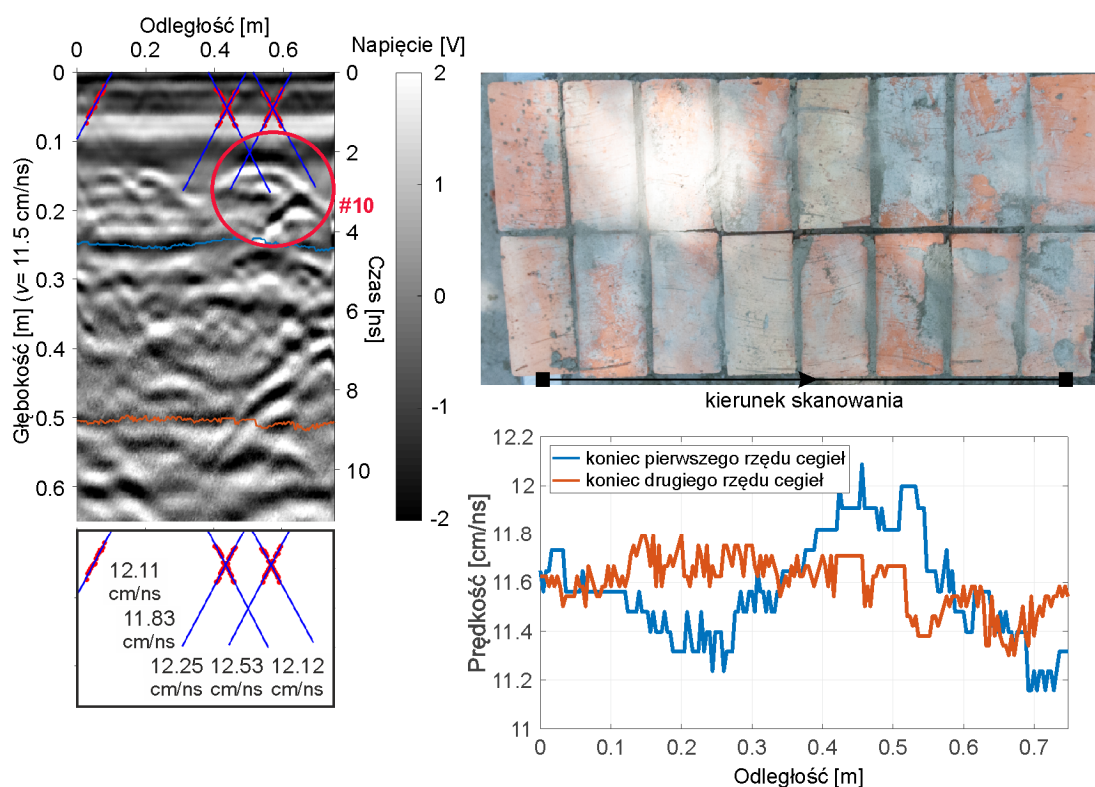 Odległość [m]
0 0.2 0.4 0.6
Napięcie [V]
Głębokość [m] (v= 11.5 cm/ns)
0
0.1
0.2
0.3
0.4
0.5
0.6
0
2
4
6
8
10
Czas [ns]
#10
2
1
0
-1
-2
12.11
cm/ns
11.83
cm/ns
12.25 12.53 12.12
cm/ns cm/ns cm/ns
kierunek skanowania
Prędkość [cm/ns]
12.2
12
11.8
11.6
11.4
11.2
11
koniec pierwszego rzędu cegieł
koniec drugiego rzędu cegieł
0 0.1 0.2 0.3 0.4 0.5 0.6 0.7
Odległość [m]